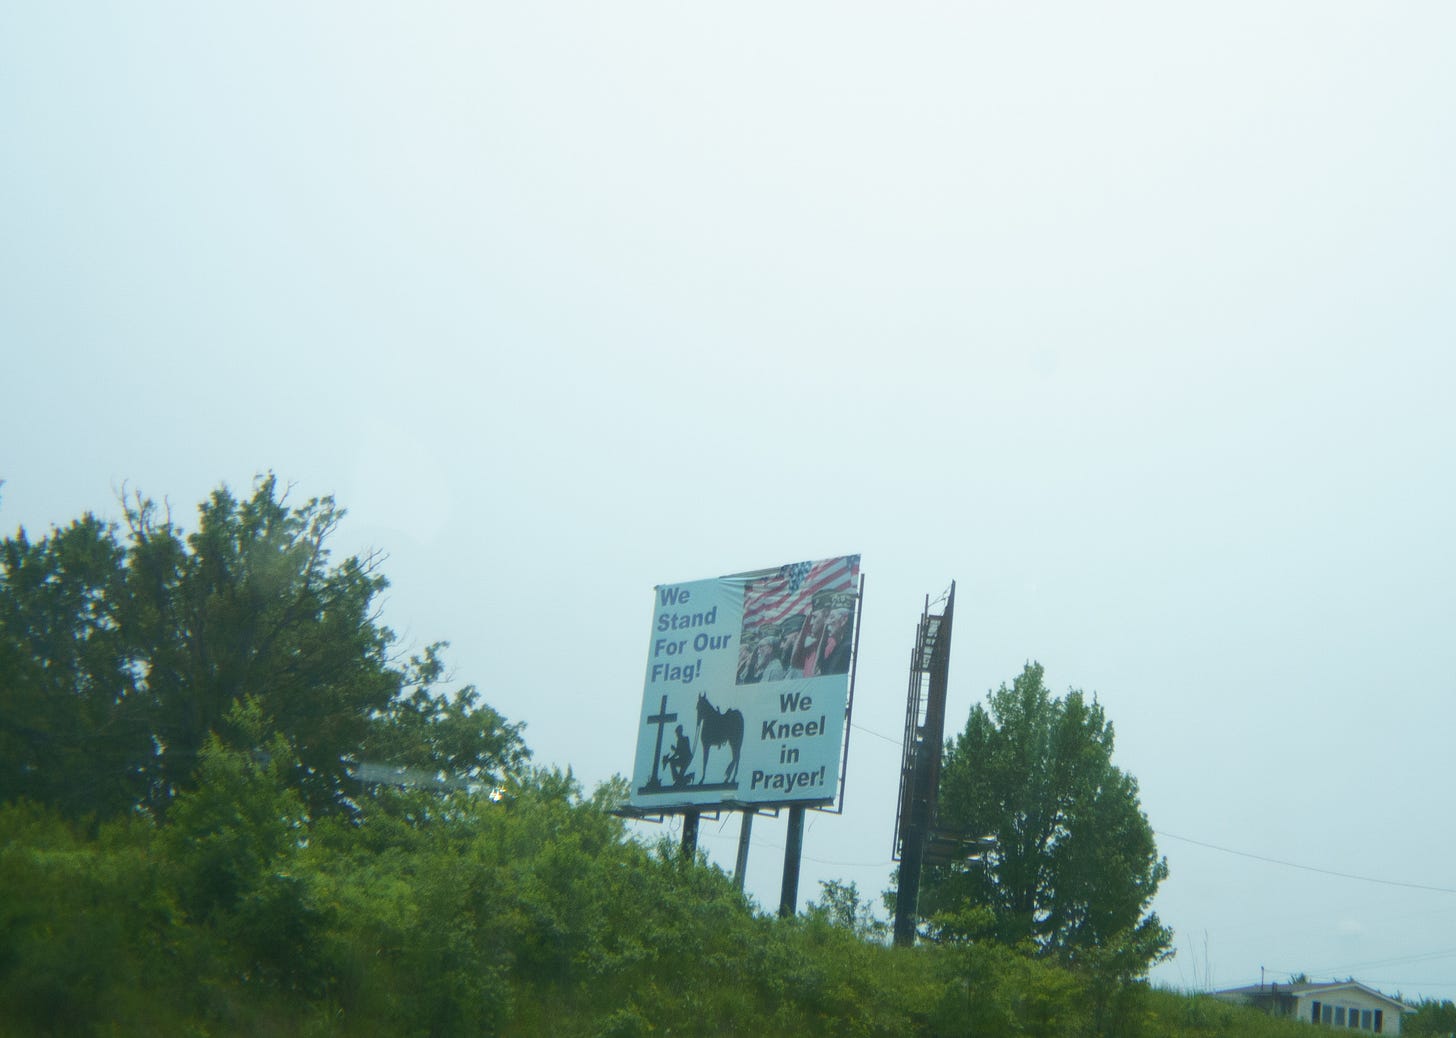 We
Stand
For Our
Flag!
We
Kneel
in
Prayer!